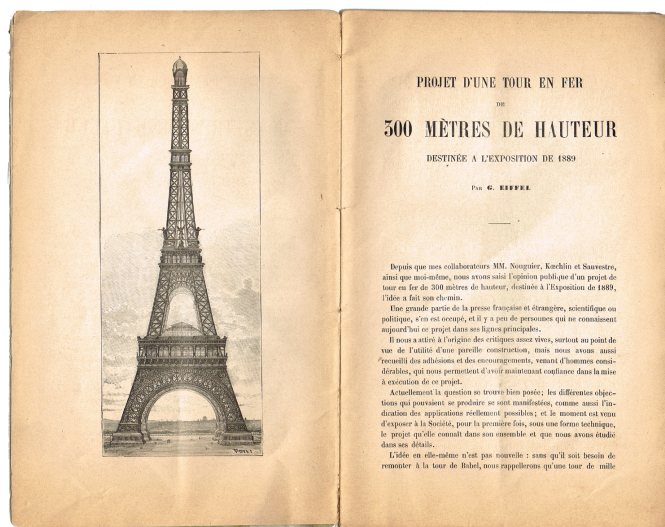 POYET
PROJET D'UNE TOUR EN FER
DE
300 MÈTRES DE HAUTEUR
DESTINÉE A L'EXPOSITION DE 1889
PAR G. EIFFEL
Depuis que mes collaborateurs MM. Nouguier, Kœchlin et Sauvestre,
ainsi que moi-même, nous avons saisi l'opinion publique d'un projet de
tour en fer de 300 mètres de hauteur, destinée à l'Exposition de 1889,
l'idée a fait son chemin.
Une grande partie de la presse française et étrangère, scientifique ou
politique, s'en est occupé, et il y a peu de personnes qui ne connaissent
aujourd'hui ce projet dans ses lignes principales.
Il nous a attiré à l'origine des critiques assez vives, surtout au point de
vue de l'utilité d'une pareille construction, mais nous avons aussi
recueilli des adhésions et des encouragements, venant d'hommes consi-
dérables, qui nous permettent d'avoir maintenant confiance dans la mise
à exécution de ce projet.
Actuellement la question se trouve bien posée; les différentes objec-
tions qui pouvaient se produire se sont manifestées, comme aussi l'in-
dication des applications réellement possibles; et le moment est venu
d'exposer à la Société, pour la première fois, sous une forme technique,
le projet qu'elle connaît dans son ensemble et que nous avons étudié
dans ses détails.
L'idée en elle-même n'est pas nouvelle : sans qu'il soit besoin de
remonter à la tour de Babel, nous rappellerons qu'une tour de mille